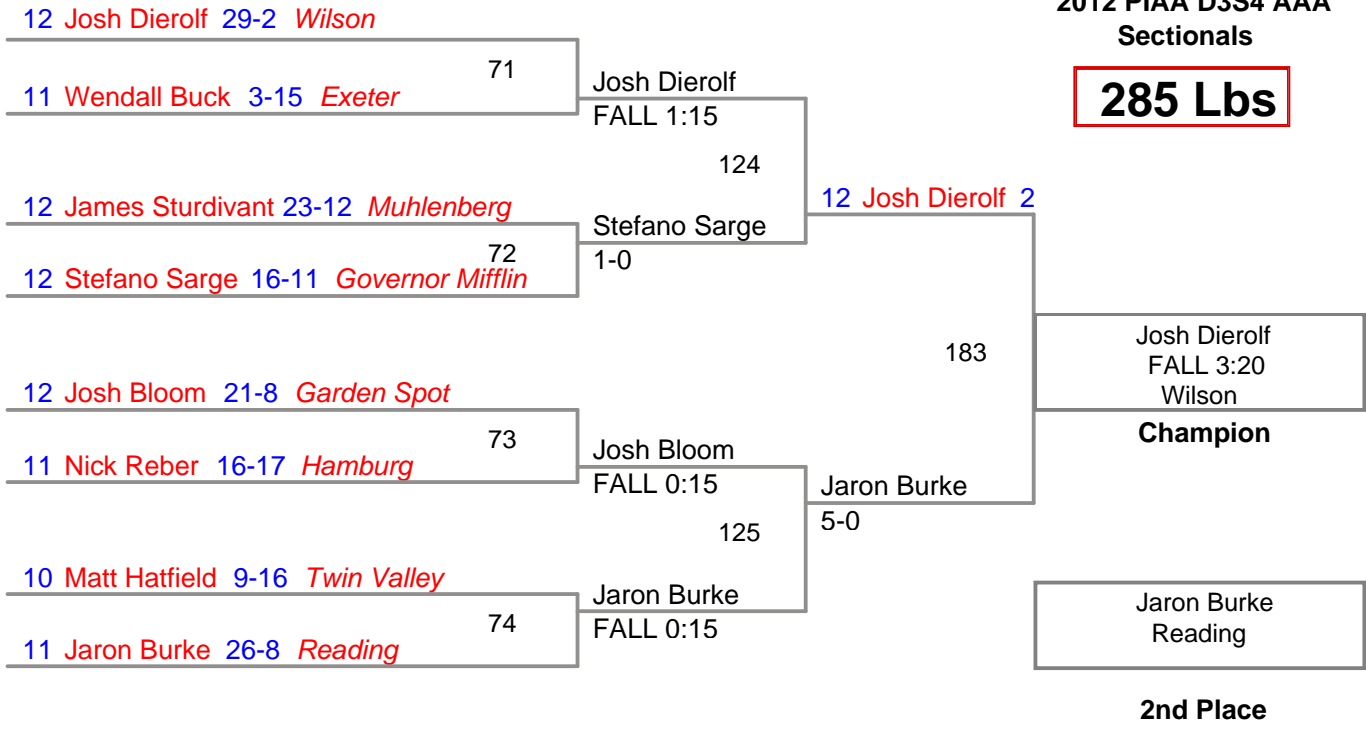 2012 PIAA D3S4 AAA
Sectionals
285 Lbs
12 Josh Dierolf 29-2 Wilson
71
11 Wendall Buck 3-15 Exeter
Josh Dierolf
FALL 1:15
124
12 James Sturdivant 23-12 Muhlenberg
72
12 Stefano Sarge 16-11 Governor Mifflin
Stefano Sarge
1-0
12 Josh Dierolf 2
183
12 Josh Bloom 21-8 Garden Spot
73
11 Nick Reber 16-17 Hamburg
Josh Bloom
FALL 0:15
125
10 Matt Hatfield 9-16 Twin Valley
74
11 Jaron Burke 26-8 Reading
Jaron Burke
FALL 0:15
Jaron Burke
5-0
Josh Dierolf
FALL 3:20
Wilson
Champion
Jaron Burke
Reading
2nd Place